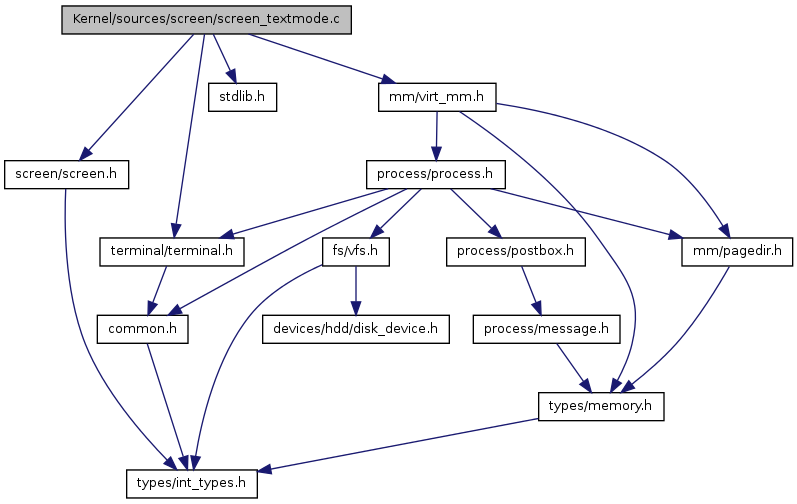 Kernel/sources/screen/screen_textmode.c
stdlib.h
mm/virt_mm.h
screen/screen.h
process/process.h
terminal/terminal.h
fs/vfs.h
process/postbox.h
mm/pagedir.h
common.h
devices/hdd/disk_device.h
process/message.h
types/memory.h
types/int_types.h